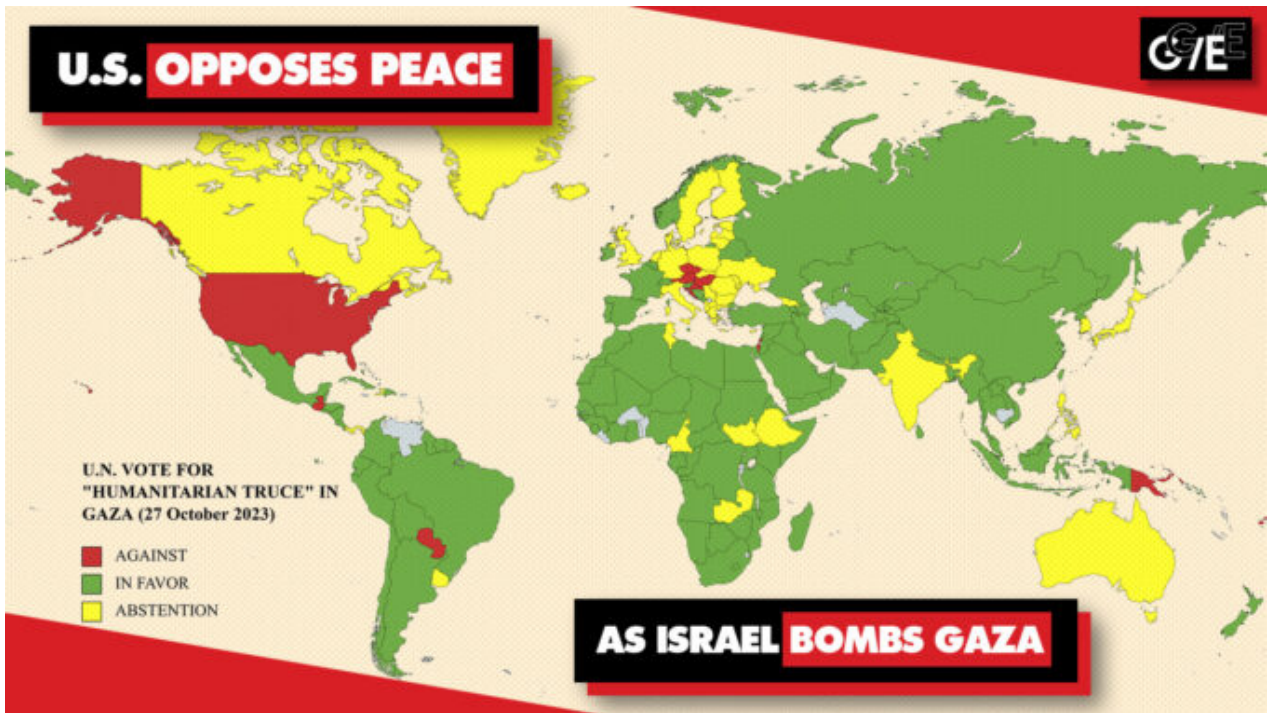 U.S. OPPOSES PEACE
G/E
U.N. VOTE FOR
"HUMANITARIAN TRUCE" IN
GAZA (27 October 2023)
AGAINST
IN FAVOR
ABSTENTION
AS ISRAEL BOMBS GAZA